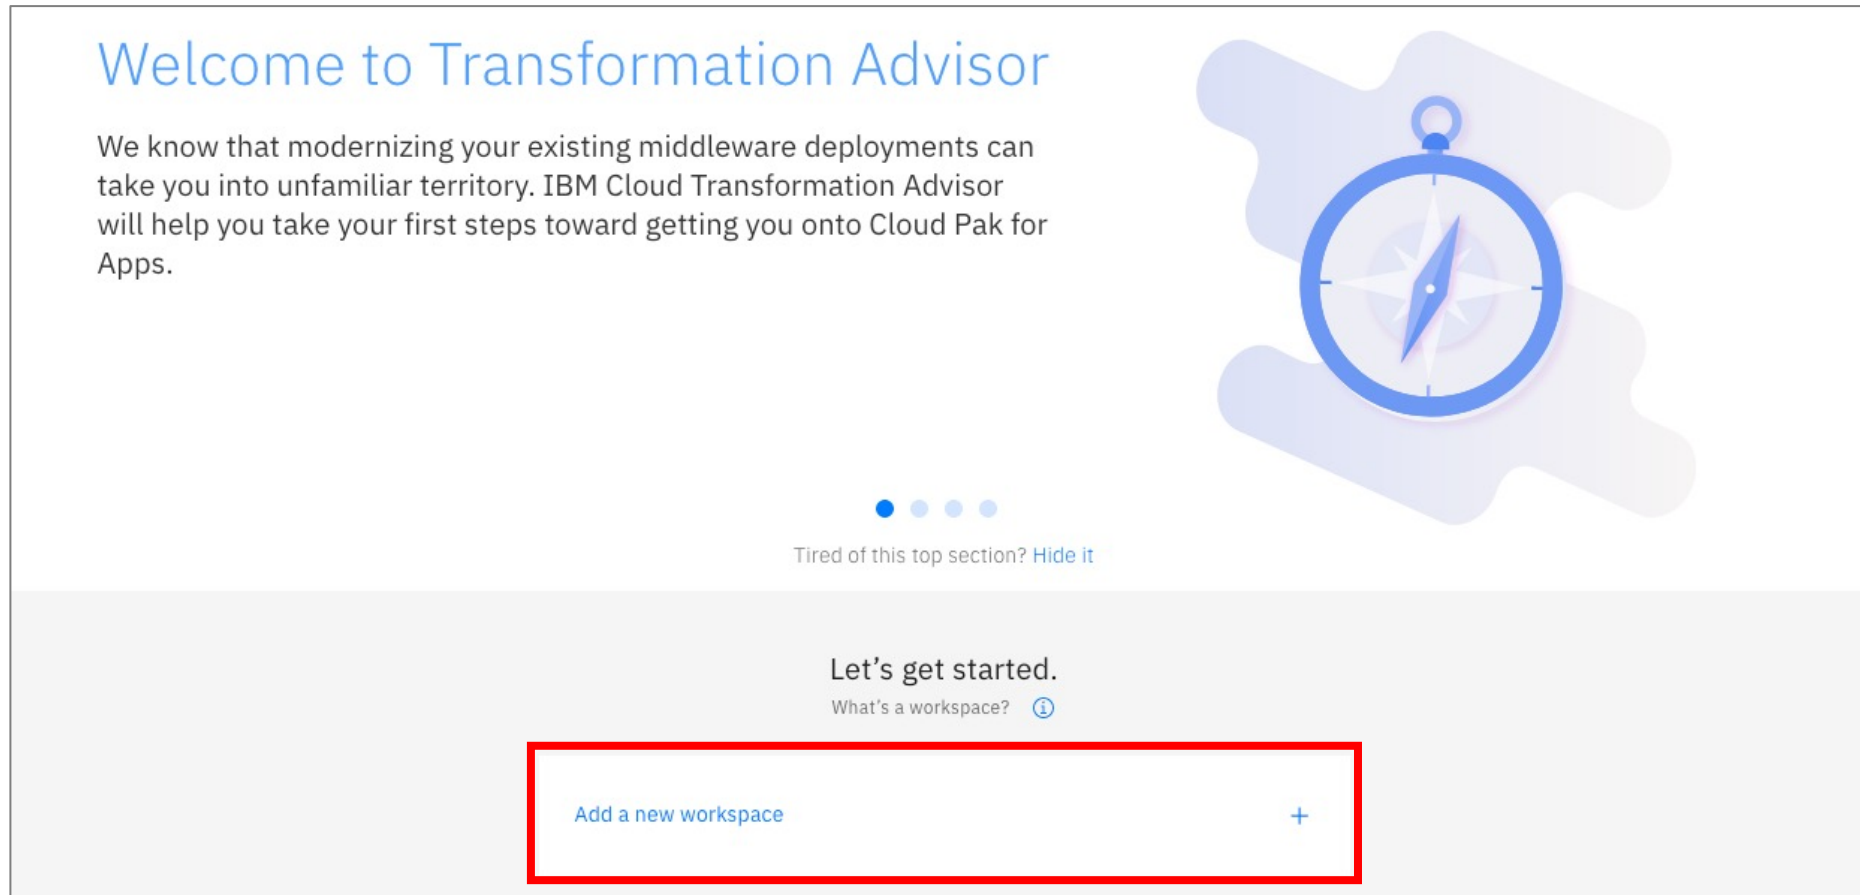 Welcome to Transformation Advisor
We know that modernizing your existing middleware deployments can
take you into unfamiliar territory. IBM Cloud Transformation Advisor
will help you take your first steps toward getting you onto Cloud Pak for
Apps.
Tired of this top section? Hide it
Let’s get started.
What’s a workspace?
Add a new workspace +